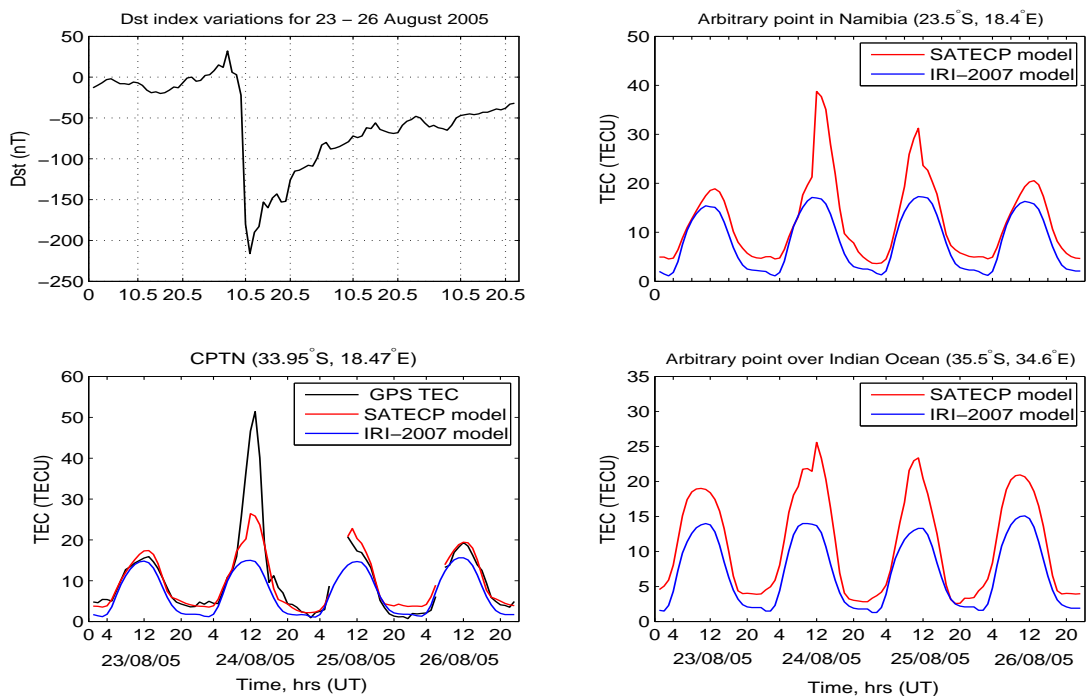 Dst index variations for 23 – 26 August 2005
50
0
−50
−100
−150
−200
−250
Dst (nT)
0 10.5 20.5 10.5 20.5 10.5 20.5 10.5 20.5
Arbitrary point in Namibia (23.5°S, 18.4°E)
50
40
30
20
10
0
TEC (TECU)
SATECP model
IRI−2007 model
0
CPTN (33.95°S, 18.47°E)
60
50
40
30
20
10
0
TEC (TECU)
GPS TEC
SATECP model
IRI−2007 model
0 4 12 20 4 12 20 4 12 20 4 12 20
23/08/05 24/08/05 25/08/05 26/08/05
Time, hrs (UT)
Arbitrary point over Indian Ocean (35.5°S, 34.6°E)
35
30
25
20
15
10
5
0
TEC (TECU)
SATECP model
IRI−2007 model
0 4 12 20 4 12 20 4 12 20 4 12 20
23/08/05 24/08/05 25/08/05 26/08/05
Time, hrs (UT)